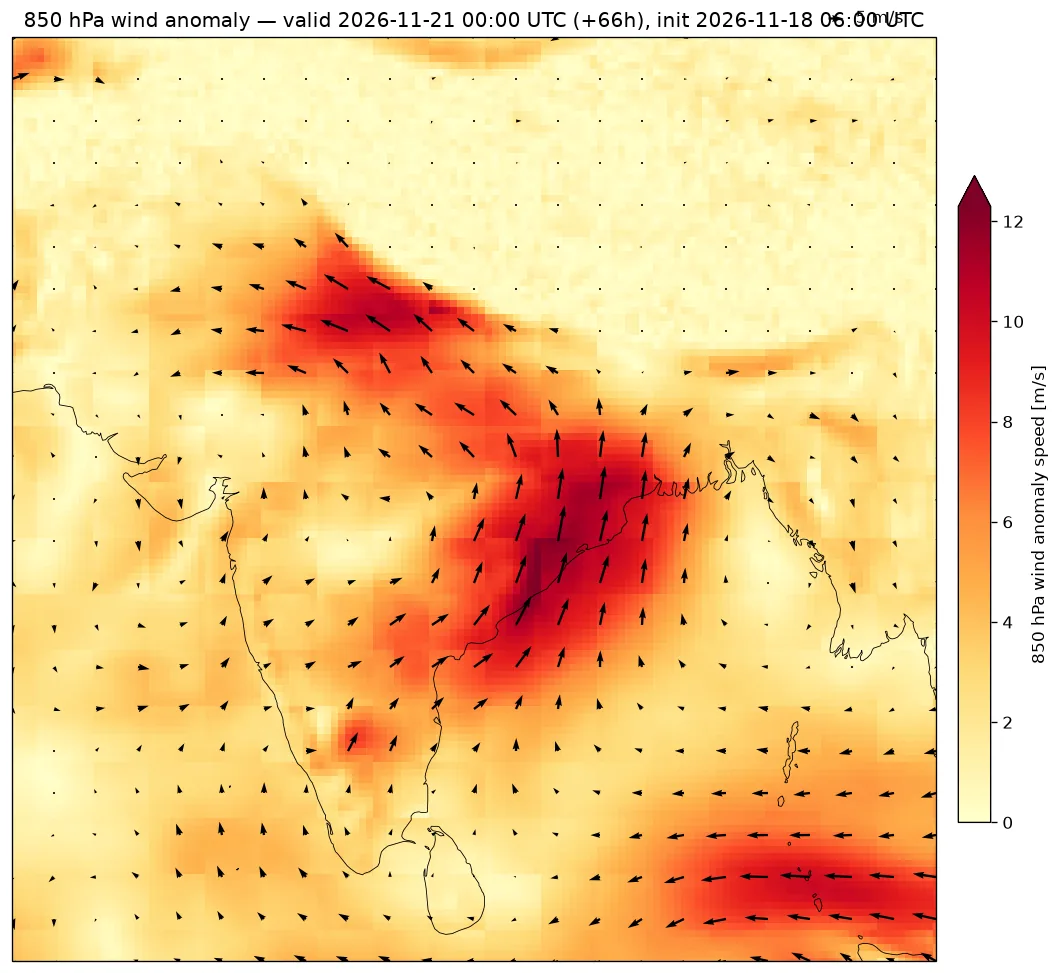 850 hPa wind anomaly — valid 2026-11-21 00:00 UTC (+66h), init 2026-11-18 06:00 UTC
5 m/s
12
10
8
6
4
2
0
850 hPa wind anomaly speed [m/s]